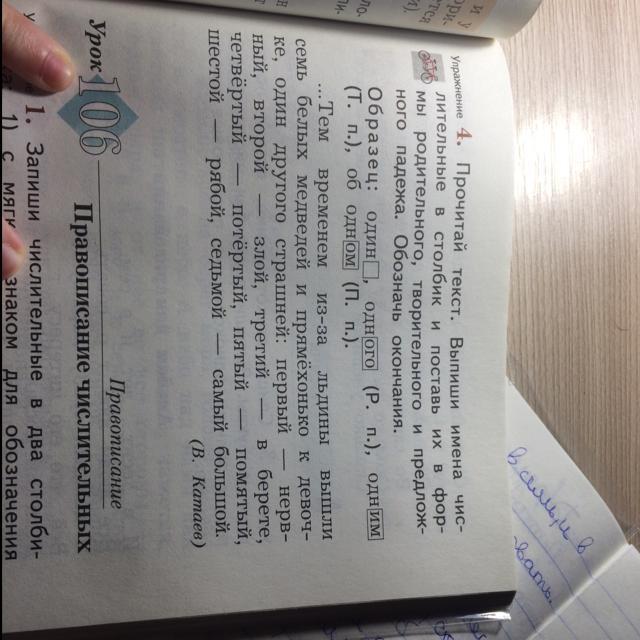 Упражнение 4. Прочитай текст. Выпиши имена чис-
лительные в столбик и поставь их в фор-
мы родительного, творительного и предлож-
ного падежа. Обозначь окончания.
Образец: один, одного (Р. п.), одним
(Т. п.), об одном (П. п.).
...Тем временем из-за льдины вышли
семь белых медведей и прямёхонько к девоч-
ке, один другого страшней: первый — нерв-
ный, второй — злой, третий — в берете,
четвёртый — потёртый, пятый — помятый,
шестой — рябой, седьмой — самый большой.
(В. Катаев)
Правописание
Урок 106 Правописание числительных
1. Запиши числительные в два столби-
1) с мягким знаком для обозначения